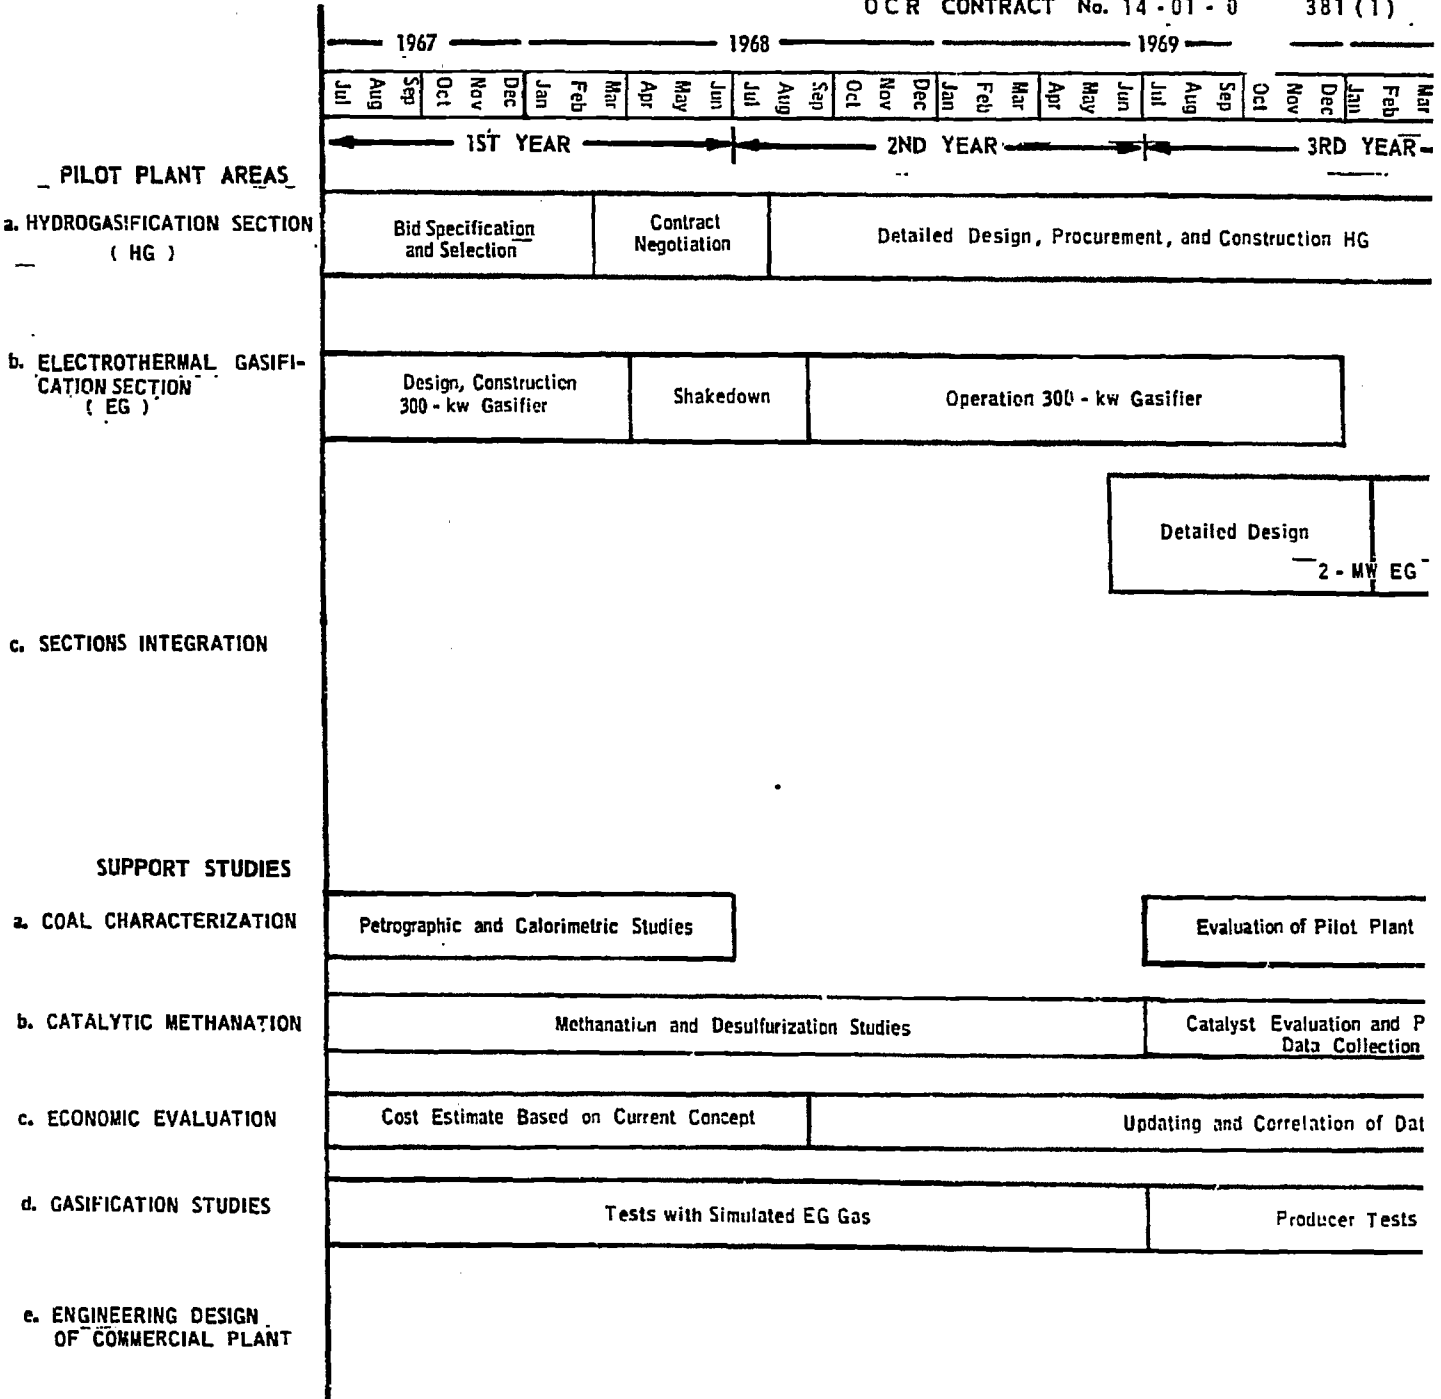 OCR CONTRACT No. 14-01-0 381(1)
1967 1968 1969
Jul Aug Sep Oct Nov Dec Jan Feb Mar Apr May Jun Jul Aug Sep Oct Nov Dec Jan Feb Mar Apr May Jun Jul Aug Sep Oct Nov Dec Jan Feb Mar
1ST YEAR 2ND YEAR 3RD YEAR
PILOT PLANT AREAS
a. HYDROGASIFICATION SECTION
( HG )
Bid Specification
and Selection
Contract
Negotiation
Detailed Design, Procurement, and Construction HG
b. ELECTROTHERMAL GASIFI-
CATION SECTION
( EG )
Design, Construction
300 - kw Gasifier
Shakedown
Operation 300 - kw Gasifier
Detailed Design
2 - MW EG
c. SECTIONS INTEGRATION
SUPPORT STUDIES
a. COAL CHARACTERIZATION
Petrographic and Calorimetric Studies
Evaluation of Pilot Plant
b. CATALYTIC METHANATION
Methanation and Desulfurization Studies
Catalyst Evaluation and P
Data Collection
c. ECONOMIC EVALUATION
Cost Estimate Based on Current Concept
Updating and Correlation of Dat
d. GASIFICATION STUDIES
Tests with Simulated EG Gas
Producer Tests
e. ENGINEERING DESIGN
OF COMMERCIAL PLANT